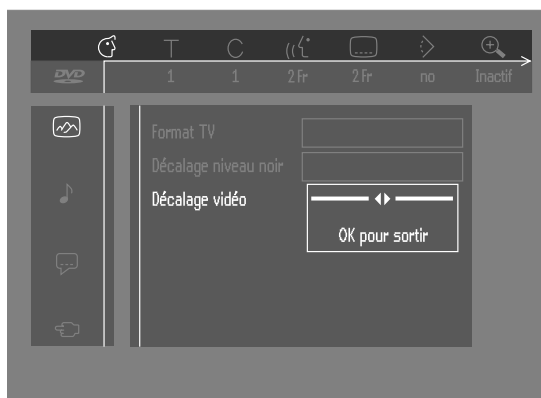 T C
DVD 1 1 2 Fr 2 Fr no Inactif
Format TV
Décalage niveau noir
Décalage vidéo
OK pour sortir